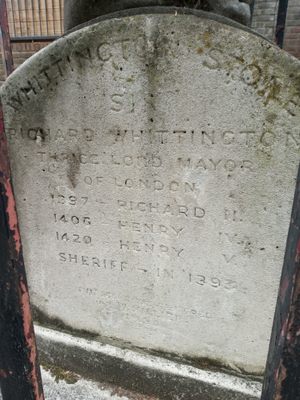 WHITTINGTON STONE
SIR
RICHARD WHITTINGTON
THRICE LORD MAYOR
OF LONDON
1397 - RICHARD II.
1406 - HENRY IV.
1420 - HENRY V.
SHERIFF - IN 1393